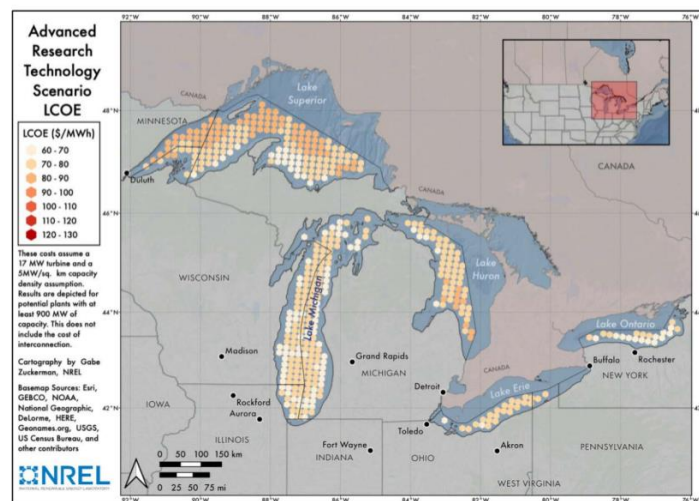 Advanced
Research
Technology
Scenario
LCOE
LCOE ($/MWh)
60 - 70
70 - 80
80 - 90
90 - 100
100 - 110
110 - 120
120 - 130
These costs assume a
17 MW turbine and a
5MW/sq. km capacity
density assumption.
Results are depicted for
potential plants with at
least 900 MW of
capacity. This does not
include the cost of
interconnection.
Cartography by Gabe
Zuckerman, NREL
Basemap Sources: Esri,
GEBCO, NOAA,
National Geographic,
DeLorme, HERE,
Geonames.org, USGS,
US Census Bureau, and
other contributors
NREL
92°W
90°W
88°W
86°W
84°W
82°W
80°W
78°W
76°W
48°N
46°N
44°N
42°N
CANADA
Lake
Superior
MINNESOTA
Duluth
CANADA
CANADA
WISCONSIN
Lake Michigan
Lake
Huron
Lake Ontario
Madison
Grand Rapids
MICHIGAN
Buffalo
Rochester
NEW YORK
CANADA
Detroit
Lake Erie
IOWA
Rockford
Aurora
Toledo
ILLINOIS
Fort Wayne
INDIANA
OHIO
Akron
PENNSYLVANIA
WEST VIRGINIA
0 50 100 150 km
0 25 50 75 mi